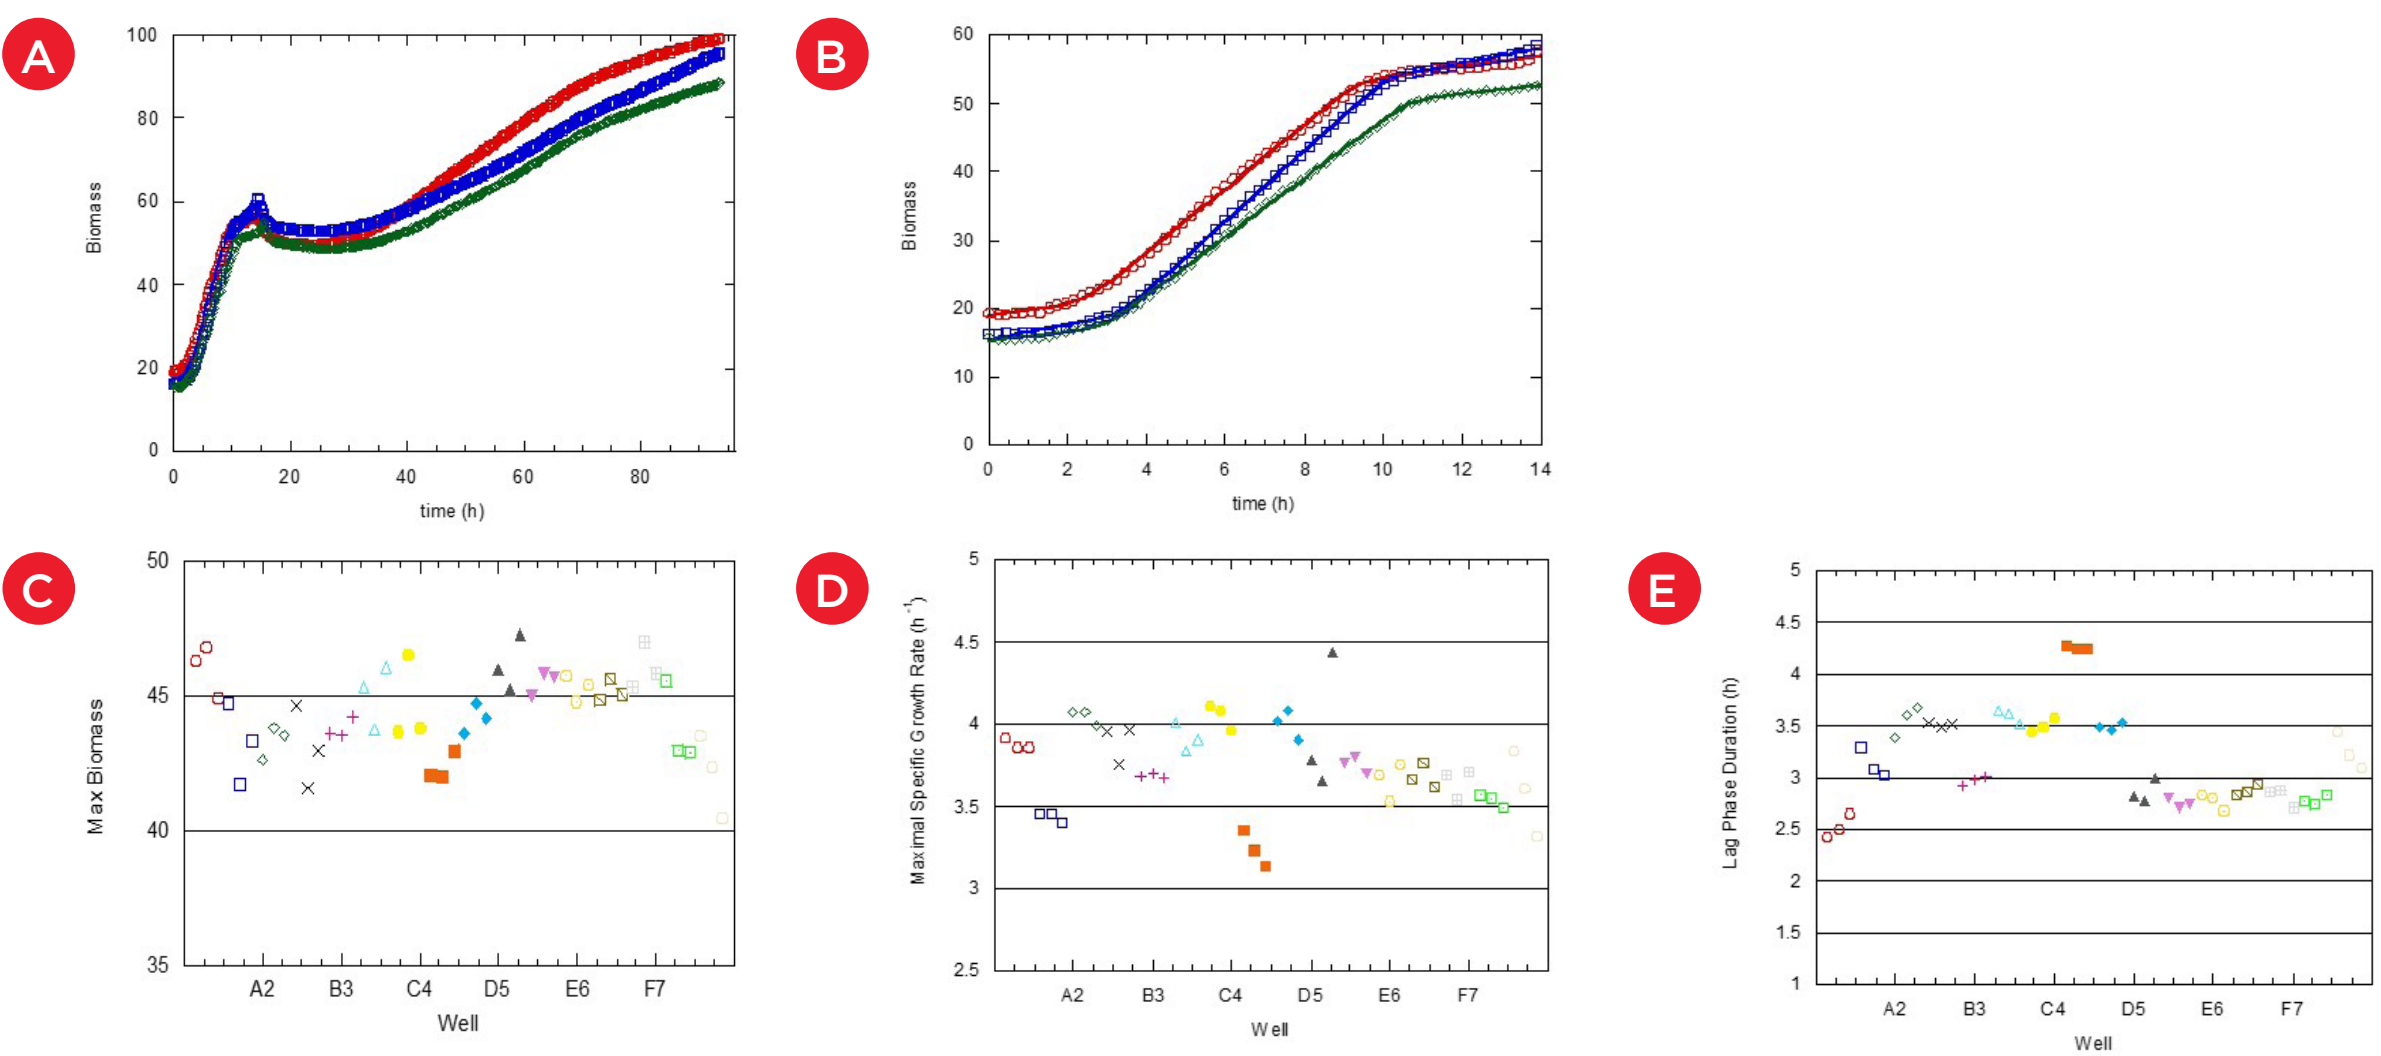 A
100
80
60
40
20
0
Biomass
0 20 40 60 80
time (h)
B
60
50
40
30
20
10
0
Biomass
0 2 4 6 8 10 12 14
time (h)
C
50
45
40
35
Max Biomass
A2 B3 C4 D5 E6 F7
Well
D
5
4.5
4
3.5
3
2.5
Maximal Specific Growth Rate (h⁻¹)
A2 B3 C4 D5 E6 F7
Well
E
5
4.5
4
3.5
3
2.5
2
1.5
1
Lag Phase Duration (h)
A2 B3 C4 D5 E6 F7
Well